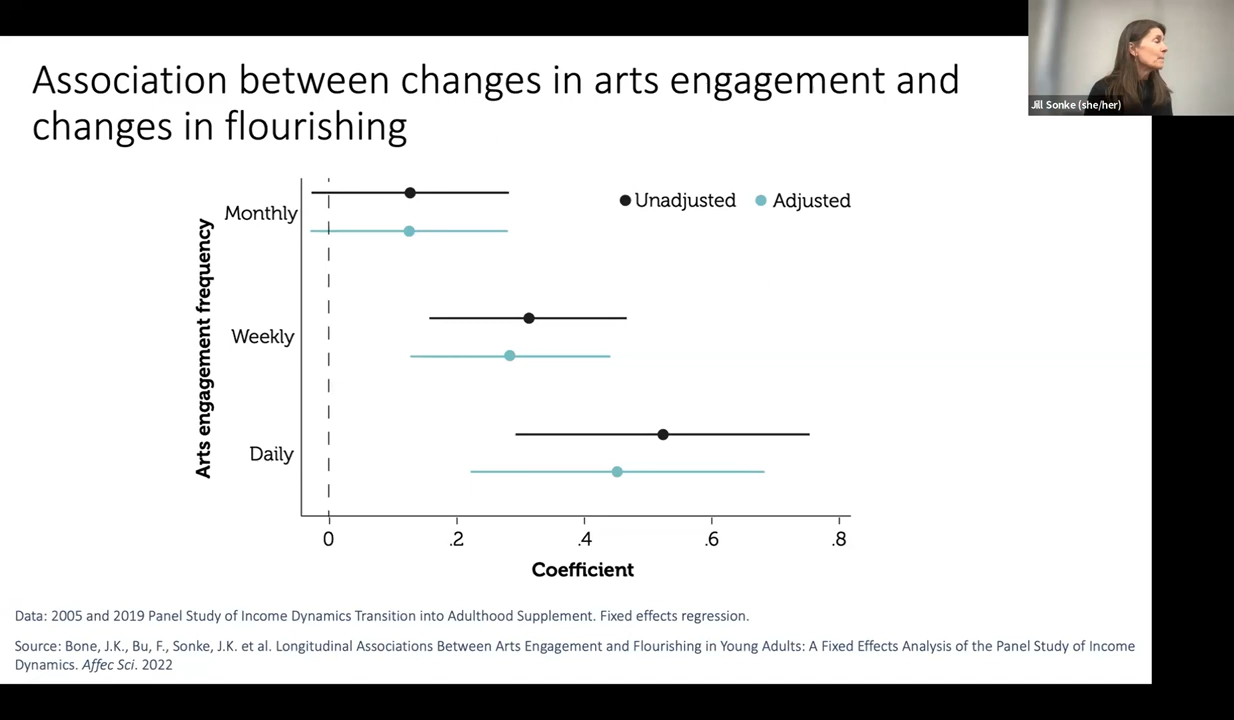 Association between changes in arts engagement and
changes in flourishing
Jill Sonke (she/her)
Unadjusted
Adjusted
Arts engagement frequency
Monthly
Weekly
Daily
0
.2
.4
.6
.8
Coefficient
Data: 2005 and 2019 Panel Study of Income Dynamics Transition into Adulthood Supplement. Fixed effects regression.
Source: Bone, J.K., Bu, F., Sonke, J.K. et al. Longitudinal Associations Between Arts Engagement and Flourishing in Young Adults: A Fixed Effects Analysis of the Panel Study of Income
Dynamics. Affec Sci. 2022